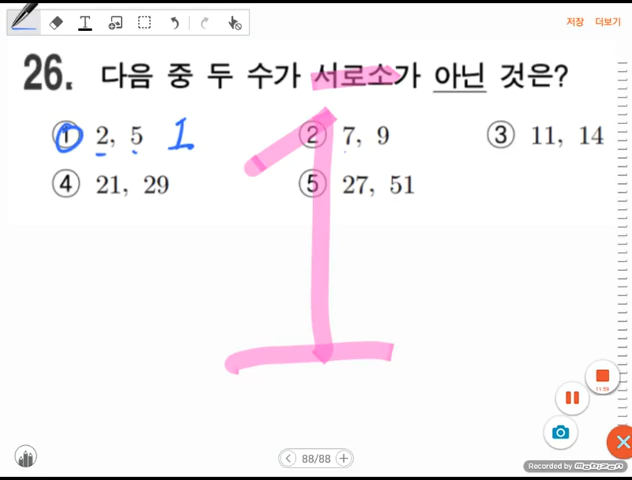 저장 더보기
26. 다음 중 두 수가 서로소가 아닌 것은?
① 2, 5 1 ② 7, 9 ③ 11, 14
④ 21, 29 ⑤ 27, 51
1
11:59
88/88
Recorded by Mobizen